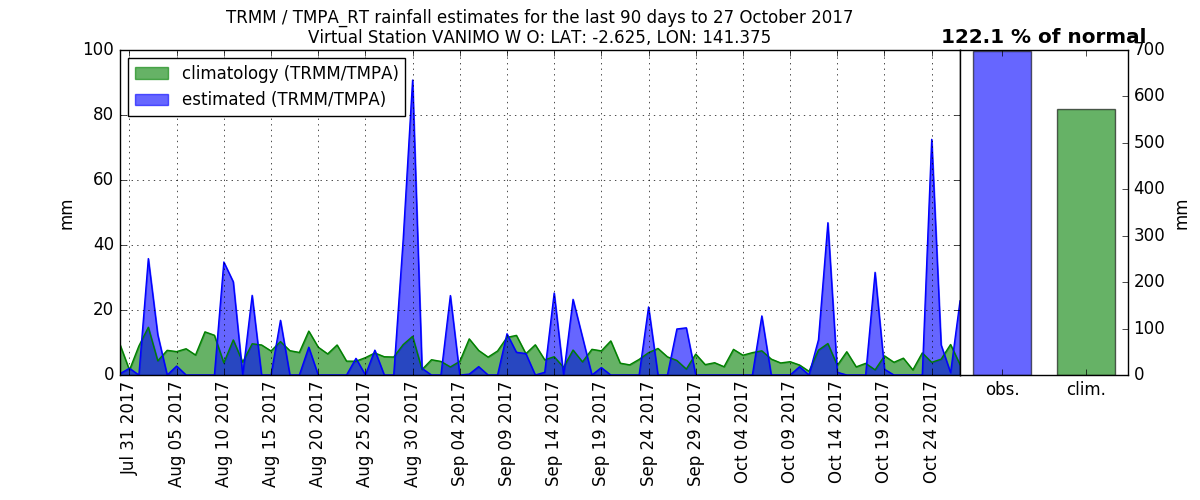 TRMM / TMPA_RT rainfall estimates for the last 90 days to 27 October 2017
Virtual Station VANIMO W O: LAT: -2.625, LON: 141.375
122.1 % of normal
climatology (TRMM/TMPA)
estimated (TRMM/TMPA)
mm
100
80
60
40
20
0
Jul 31 2017
Aug 05 2017
Aug 10 2017
Aug 15 2017
Aug 20 2017
Aug 25 2017
Aug 30 2017
Sep 04 2017
Sep 09 2017
Sep 14 2017
Sep 19 2017
Sep 24 2017
Sep 29 2017
Oct 04 2017
Oct 09 2017
Oct 14 2017
Oct 19 2017
Oct 24 2017
obs.
clim.
700
600
500
400
300
200
100
0
mm